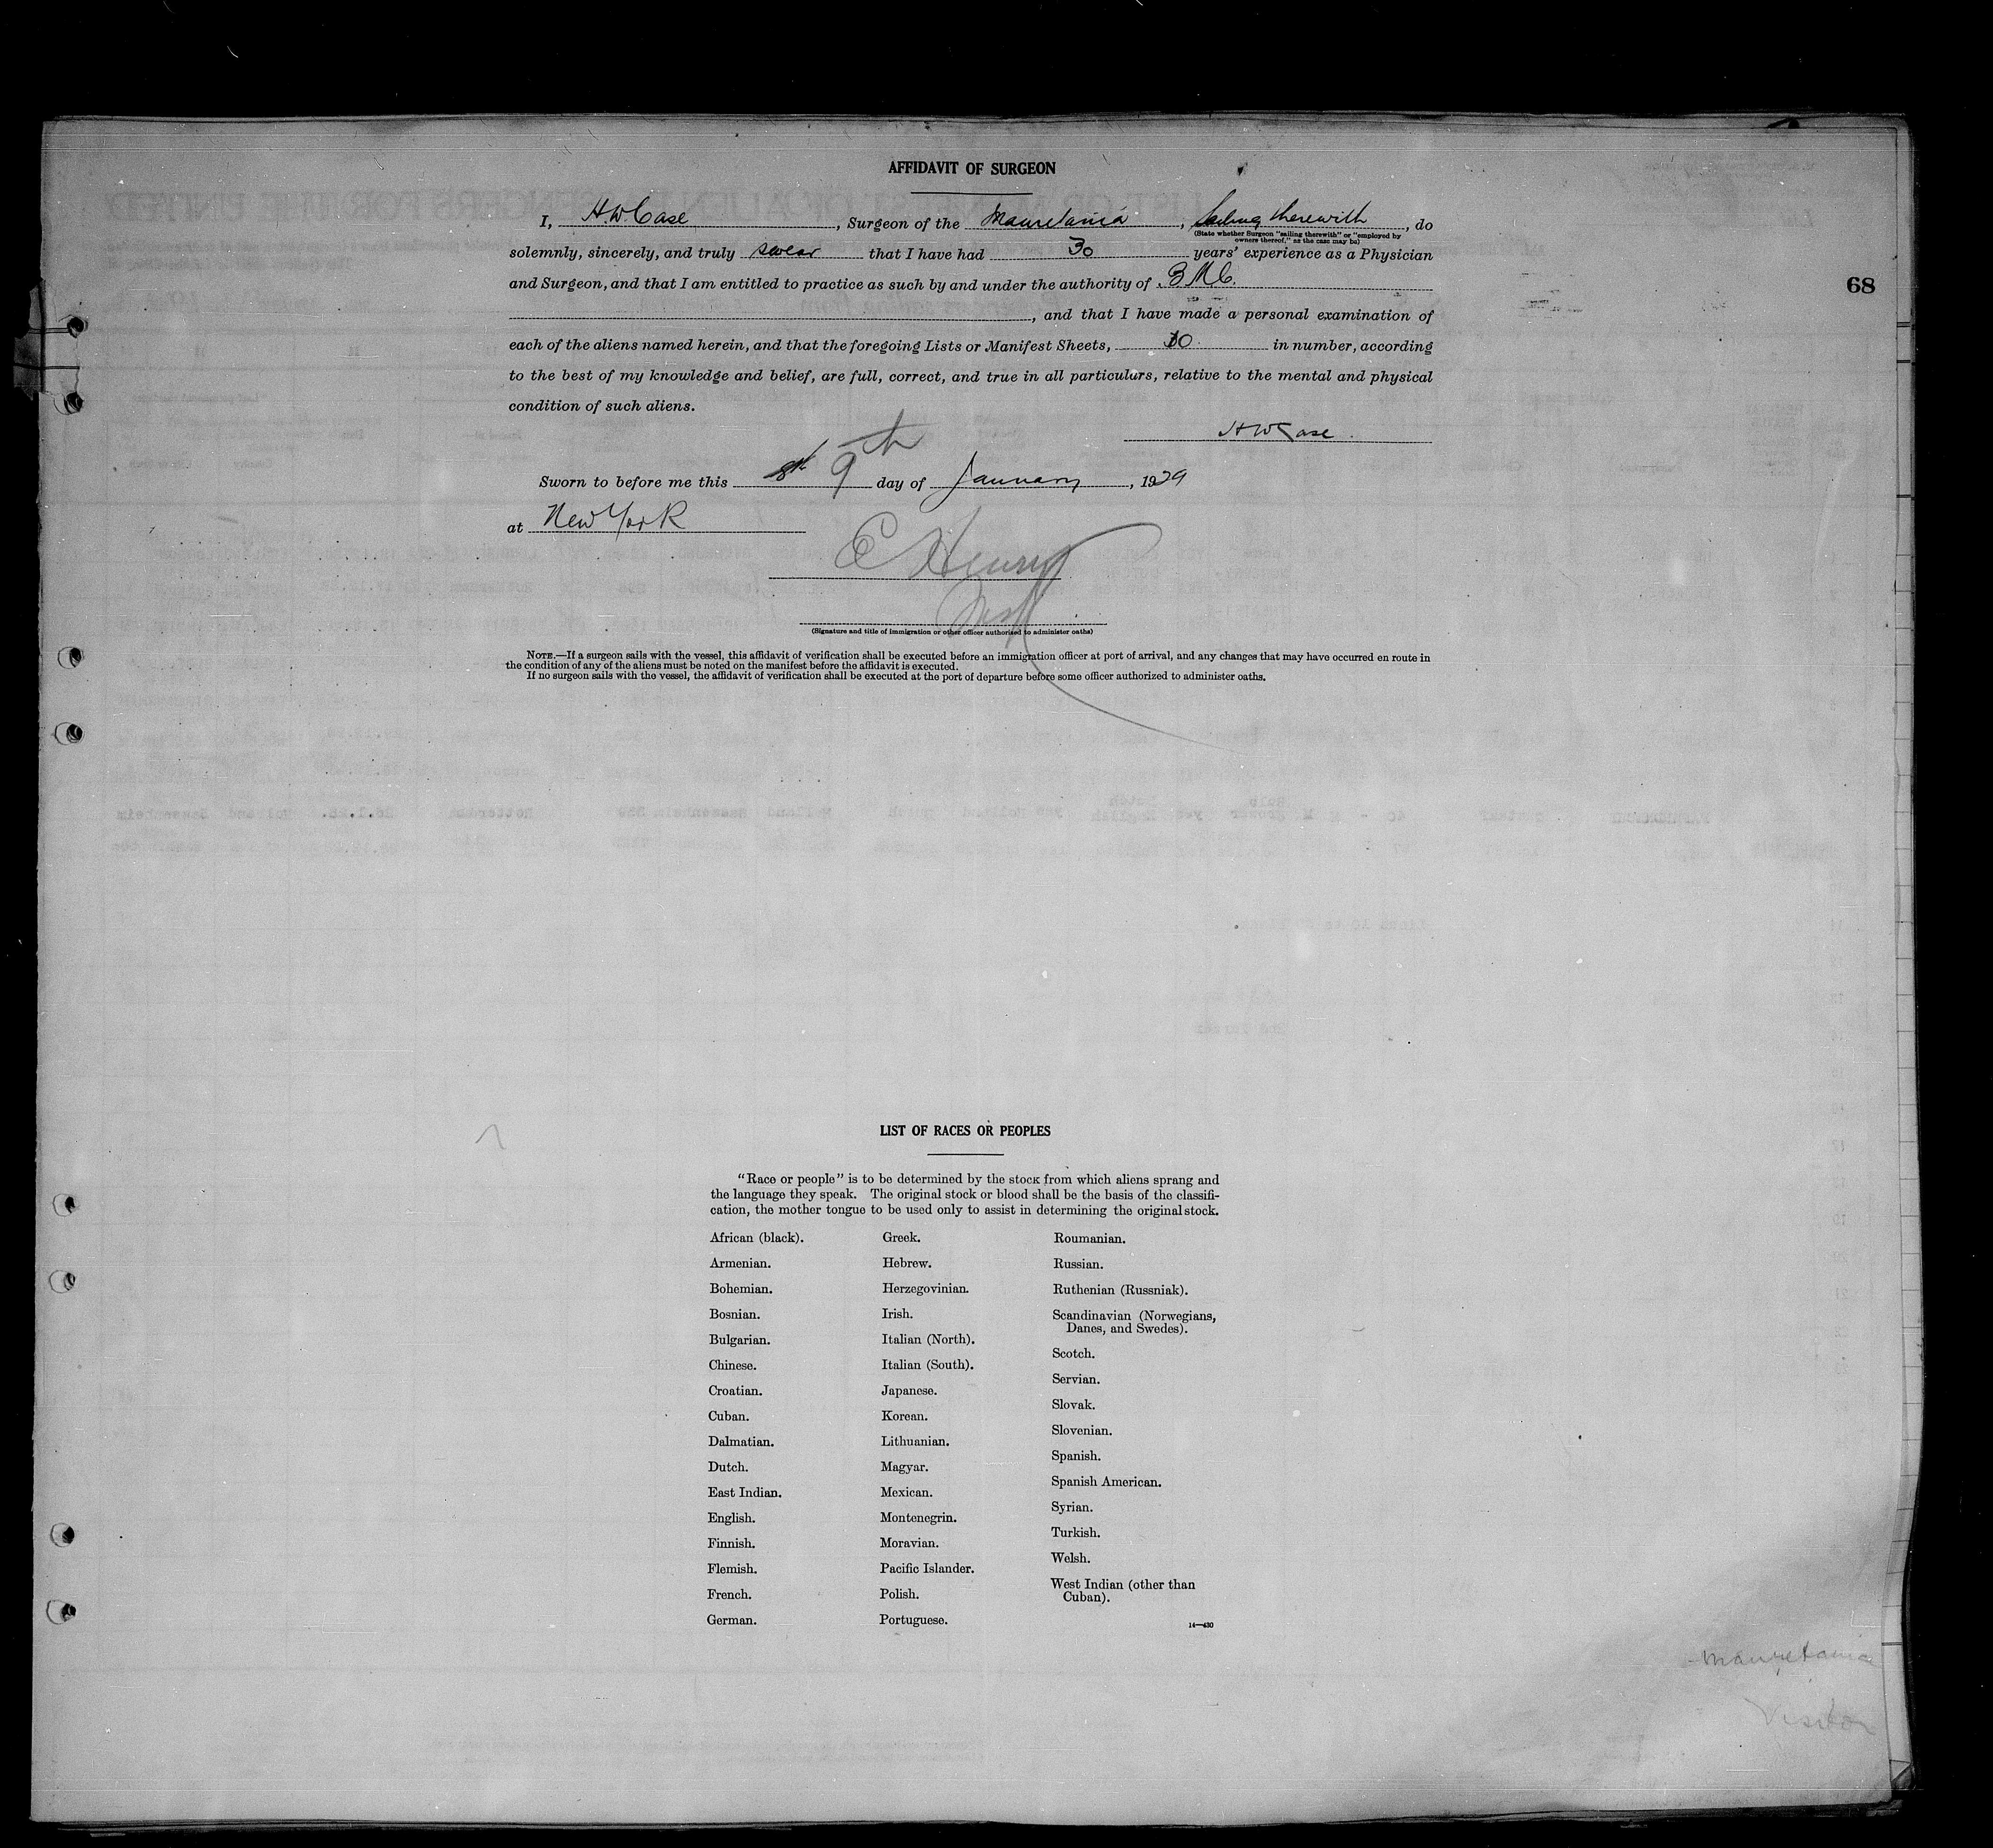 AFFIDAVIT OF SURGEON
I, H.W. Case, Surgeon of the Mauretania, Sailing therewith, do
(State whether Surgeon "sailing therewith" or "employed by
owners thereof," as the case may be)
solemnly, sincerely, and truly swear that I have had 30 years' experience as a Physician
and Surgeon, and that I am entitled to practice as such by and under the authority of
, and that I have made a personal examination of
each of the aliens named herein, and that the foregoing Lists or Manifest Sheets, 10 in number, according
to the best of my knowledge and belief, are full, correct, and true in all particulars, relative to the mental and physical
condition of such aliens.
H W Case.
Sworn to before me this 9th day of January, 1929
at New York
C Henry
(Signature and title of immigration or other officer authorized to administer oaths)
NOTE.—If a surgeon sails with the vessel, this affidavit of verification shall be executed before an immigration officer at port of arrival, and any changes that may have occurred en route in
the condition of any of the aliens must be noted on the manifest before the affidavit is executed.
If no surgeon sails with the vessel, the affidavit of verification shall be executed at the port of departure before some officer authorized to administer oaths.
68
LIST OF RACES OR PEOPLES
"Race or people" is to be determined by the stock from which aliens sprang and
the language they speak. The original stock or blood shall be the basis of the classifi-
cation, the mother tongue to be used only to assist in determining the original stock.
African (black).
Armenian.
Bohemian.
Bosnian.
Bulgarian.
Chinese.
Croatian.
Cuban.
Dalmatian.
Dutch.
East Indian.
English.
Finnish.
Flemish.
French.
German.
Greek.
Hebrew.
Herzegovinian.
Irish.
Italian (North).
Italian (South).
Japanese.
Korean.
Lithuanian.
Magyar.
Mexican.
Montenegrin.
Moravian.
Pacific Islander.
Polish.
Portuguese.
Roumanian.
Russian.
Ruthenian (Russniak).
Scandinavian (Norwegians,
Danes, and Swedes).
Scotch.
Servian.
Slovak.
Slovenian.
Spanish.
Spanish American.
Syrian.
Turkish.
Welsh.
West Indian (other than
Cuban).
14—430
Mauretania
Visitor